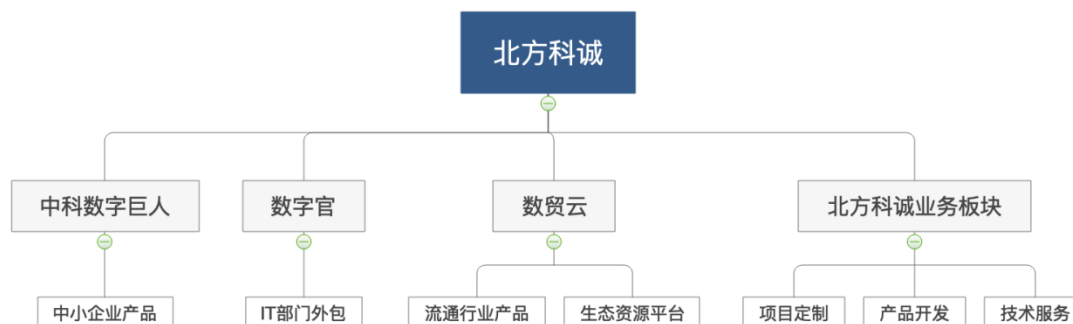 北方科诚
中科数字巨人
数字官
数贸云
北方科诚业务板块
中小企业产品
IT部门外包
流通行业产品
生态资源平台
项目定制
产品开发
技术服务